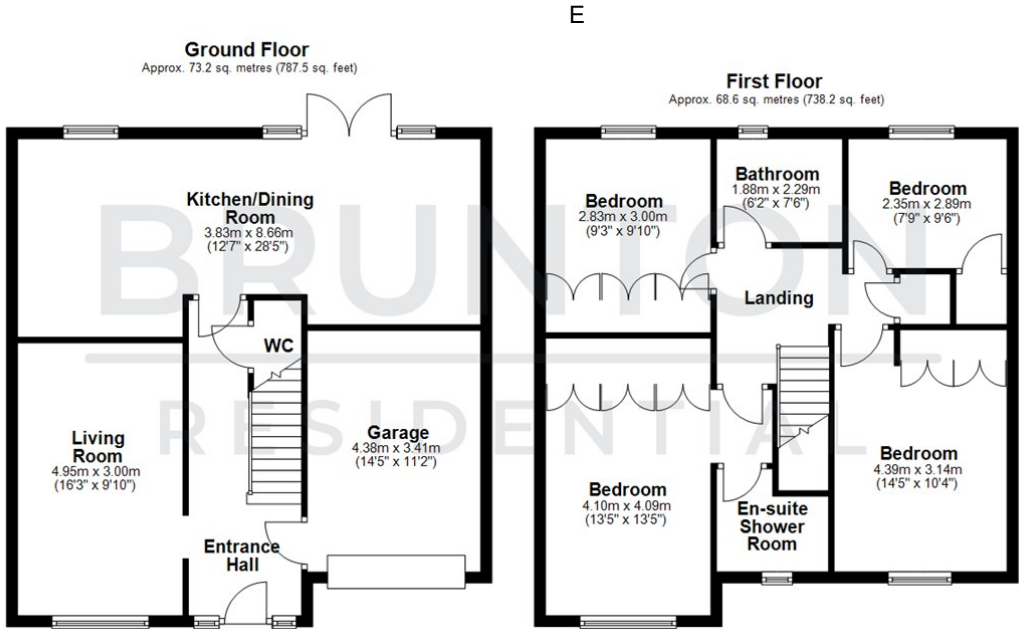 E
Ground Floor
Approx. 73.2 sq. metres (787.5 sq. feet)
Kitchen/Dining
Room
3.83m x 8.66m
(12'7" x 28'5")
WC
Living
Room
4.95m x 3.00m
(16'3" x 9'10")
Garage
4.38m x 3.41m
(14'5" x 11'2")
Entrance
Hall
First Floor
Approx. 68.6 sq. metres (738.2 sq. feet)
Bedroom
2.83m x 3.00m
(9'3" x 9'10")
Bathroom
1.88m x 2.29m
(6'2" x 7'6")
Bedroom
2.35m x 2.89m
(7'9" x 9'6")
Landing
Bedroom
4.10m x 4.09m
(13'5" x 13'5")
En-suite
Shower
Room
Bedroom
4.39m x 3.14m
(14'5" x 10'4")
BRUNTON
RESIDENTIAL